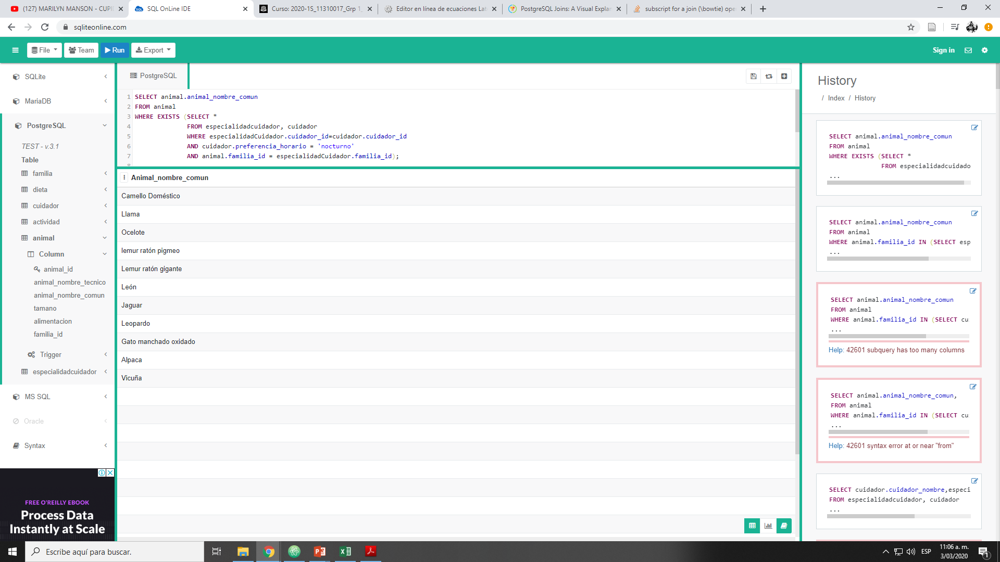 (127) MARILYN MANSON - CUPI
SQL OnLine IDE
Curso: 2020-1S_11310017_Grp 1_
Editor en línea de ecuaciones Lat
PostgreSQL Joins: A Visual Explan
subscript for a join (\bowtie) ope
sqliteonline.com
File
Team
Run
Export
Sign in
SQLite
MariaDB
PostgreSQL
TEST - v.3.1
Table
familia
dieta
cuidador
actividad
animal
Column
animal_id
animal_nombre_tecnico
animal_nombre_comun
tamano
alimentacion
familia_id
Trigger
especialidadcuidador
MS SQL
Oracle
Syntax
FREE O'REILLY EBOOK
Process Data
Instantly at Scale
PostgreSQL
1 SELECT animal.animal_nombre_comun
2 FROM animal
3 WHERE EXISTS (SELECT *
4 FROM especialidadcuidador, cuidador
5 WHERE especialidadCuidador.cuidador_id=cuidador.cuidador_id
6 AND cuidador.preferencia_horario = 'nocturno'
7 AND animal.familia_id = especialidadCuidador.familia_id);
8
Animal_nombre_comun
Camello Doméstico
Llama
Ocelote
lemur ratón pigmeo
Lemur ratón gigante
León
Jaguar
Leopardo
Gato manchado oxidado
Alpaca
Vicuña
History
/ Index / History
SELECT animal.animal_nombre_comun
FROM animal
WHERE EXISTS (SELECT *
FROM especialidadcuidado
...
SELECT animal.animal_nombre_comun
FROM animal
WHERE animal.familia_id IN (SELECT esp
...
SELECT animal.animal_nombre_comun
FROM animal
WHERE animal.familia_id IN (SELECT cu
...
Help: 42601 subquery has too many columns
SELECT animal.animal_nombre_comun,
FROM animal
WHERE animal.familia_id IN (SELECT cu
...
Help: 42601 syntax error at or near "from"
SELECT cuidador.cuidador_nombre,especi
FROM especialidadcuidador, cuidador
...
Escribe aquí para buscar.
ESP
11:06 a. m.
3/03/2020
1